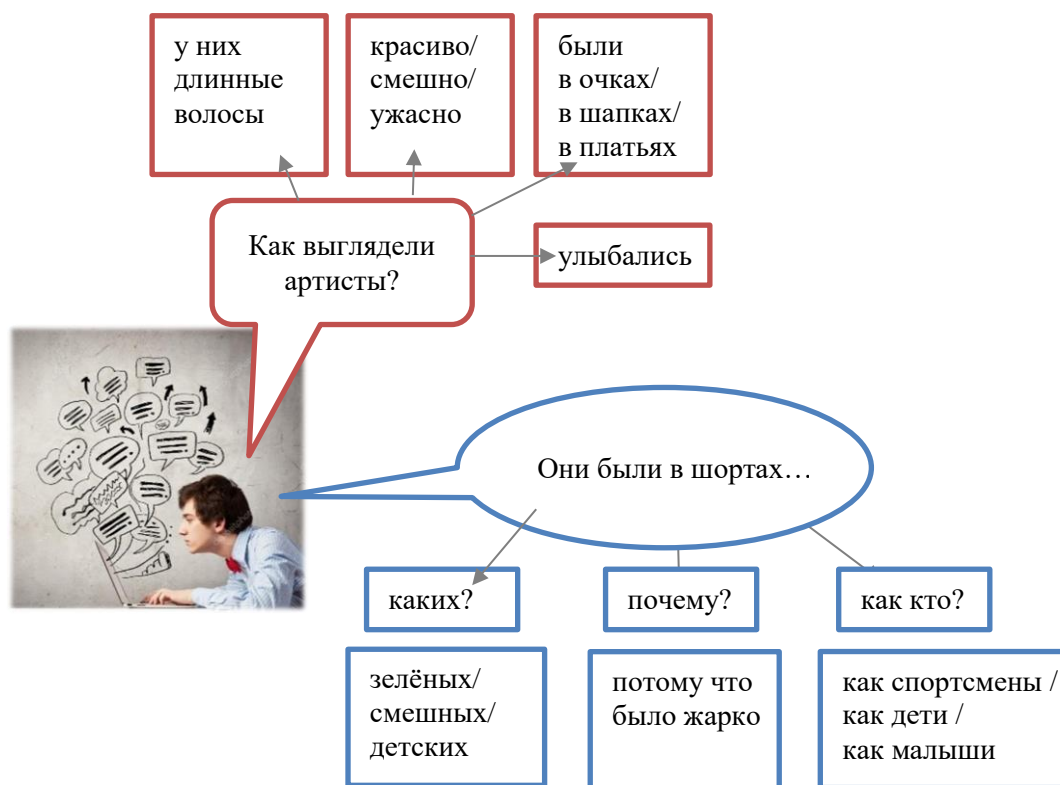 у них
длинные
волосы
красиво/
смешно/
ужасно
были
в очках/
в шапках/
в платьях
Как выглядели
артисты?
улыбались
Они были в шортах…
каких?
почему?
как кто?
зелёных/
смешных/
детских
потому что
было жарко
как спортсмены /
как дети /
как малыши